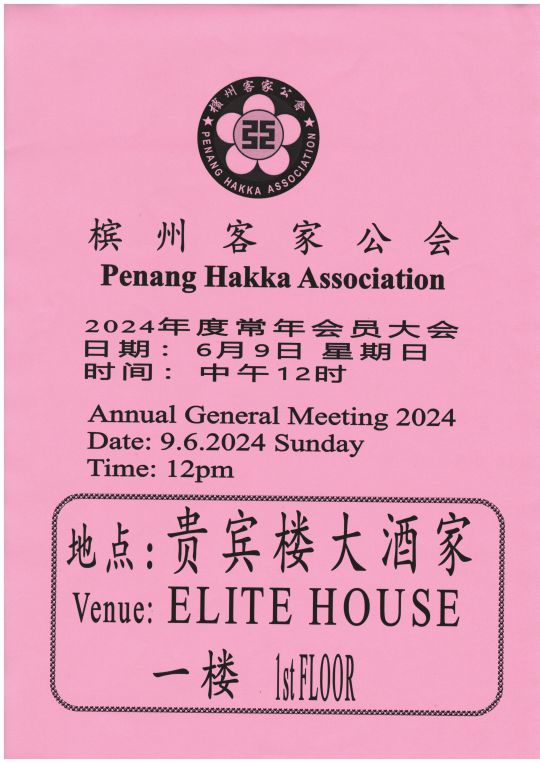 檳州客家公會
PENANG HAKKA ASSOCIATION
槟州客家公会
Penang Hakka Association
2024年度常年会员大会
日期：6月9日 星期日
时间：中午12时
Annual General Meeting 2024
Date: 9.6.2024 Sunday
Time: 12pm
地点：贵宾楼大酒家
Venue: ELITE HOUSE
一楼 1st FLOOR